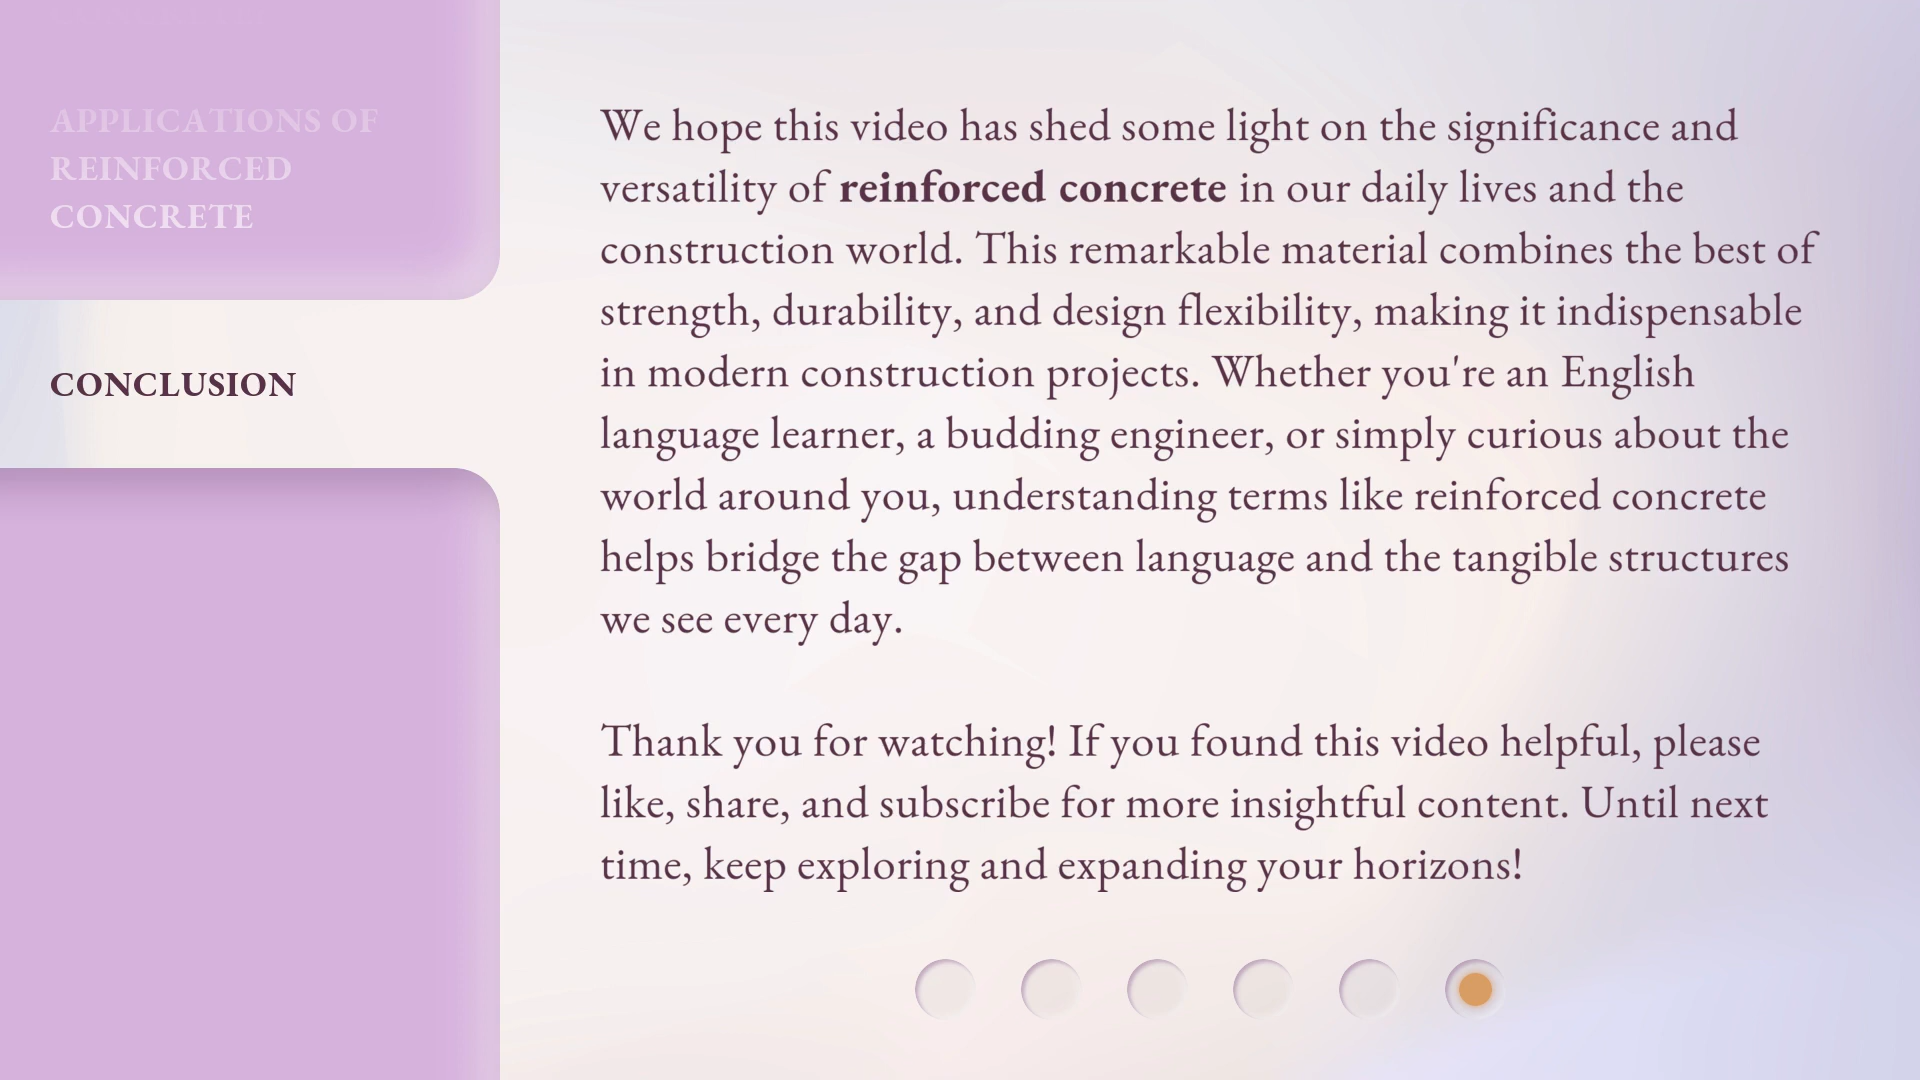 APPLICATIONS OF
REINFORCED
CONCRETE
CONCLUSION
We hope this video has shed some light on the significance and
versatility of reinforced concrete in our daily lives and the
construction world. This remarkable material combines the best of
strength, durability, and design flexibility, making it indispensable
in modern construction projects. Whether you're an English
language learner, a budding engineer, or simply curious about the
world around you, understanding terms like reinforced concrete
helps bridge the gap between language and the tangible structures
we see every day.
Thank you for watching! If you found this video helpful, please
like, share, and subscribe for more insightful content. Until next
time, keep exploring and expanding your horizons!